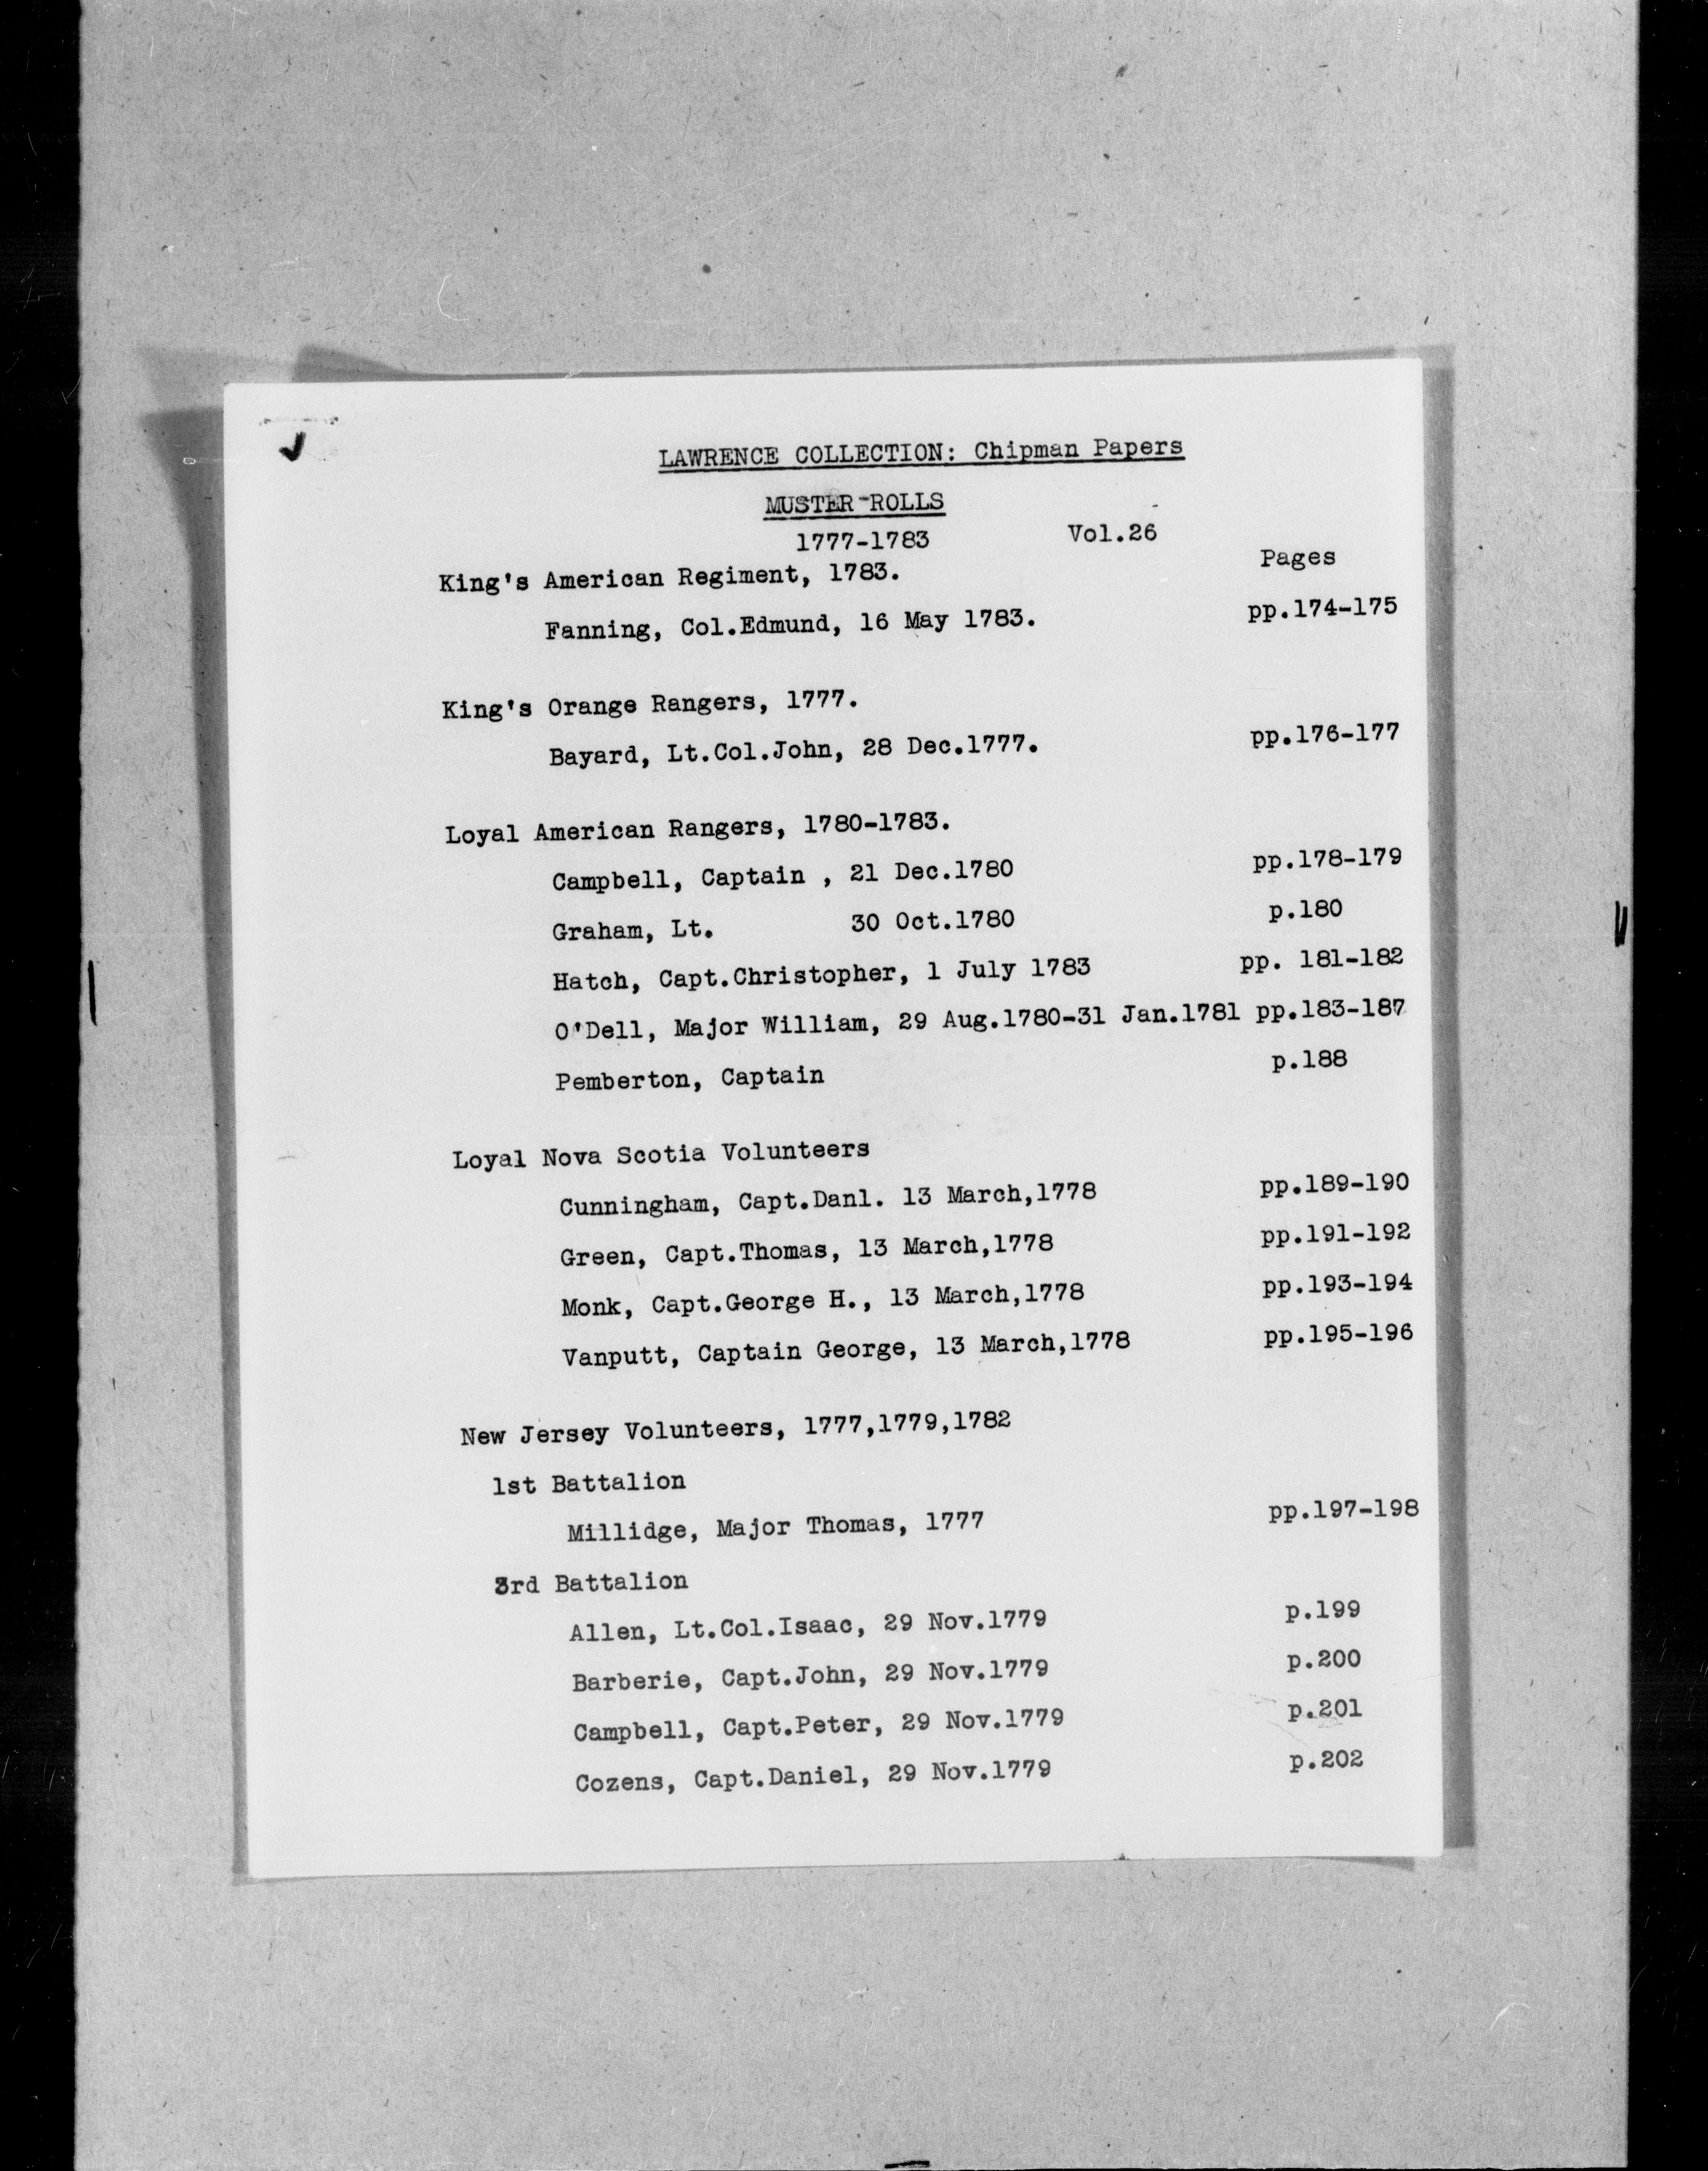 LAWRENCE COLLECTION: Chipman Papers
MUSTER-ROLLS
1777-1783 Vol.26
Pages
King's American Regiment, 1783.
Fanning, Col.Edmund, 16 May 1783. pp.174-175
King's Orange Rangers, 1777.
Bayard, Lt.Col.John, 28 Dec.1777. pp.176-177
Loyal American Rangers, 1780-1783.
Campbell, Captain , 21 Dec.1780 pp.178-179
Graham, Lt. 30 Oct.1780 p.180
Hatch, Capt.Christopher, 1 July 1783 pp. 181-182
O'Dell, Major William, 29 Aug.1780-31 Jan.1781 pp.183-187
Pemberton, Captain p.188
Loyal Nova Scotia Volunteers
Cunningham, Capt.Danl. 13 March,1778 pp.189-190
Green, Capt.Thomas, 13 March,1778 pp.191-192
Monk, Capt.George H., 13 March,1778 pp.193-194
Vanputt, Captain George, 13 March,1778 pp.195-196
New Jersey Volunteers, 1777,1779,1782
1st Battalion
Millidge, Major Thomas, 1777 pp.197-198
3rd Battalion
Allen, Lt.Col.Isaac, 29 Nov.1779 p.199
Barberie, Capt.John, 29 Nov.1779 p.200
Campbell, Capt.Peter, 29 Nov.1779 p.201
Cozens, Capt.Daniel, 29 Nov.1779 p.202